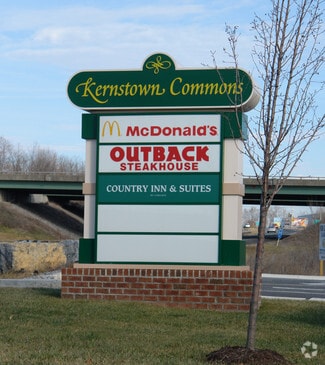 Kernstown Commons
McDonald's
OUTBACK
STEAKHOUSE
COUNTRY INN & SUITES